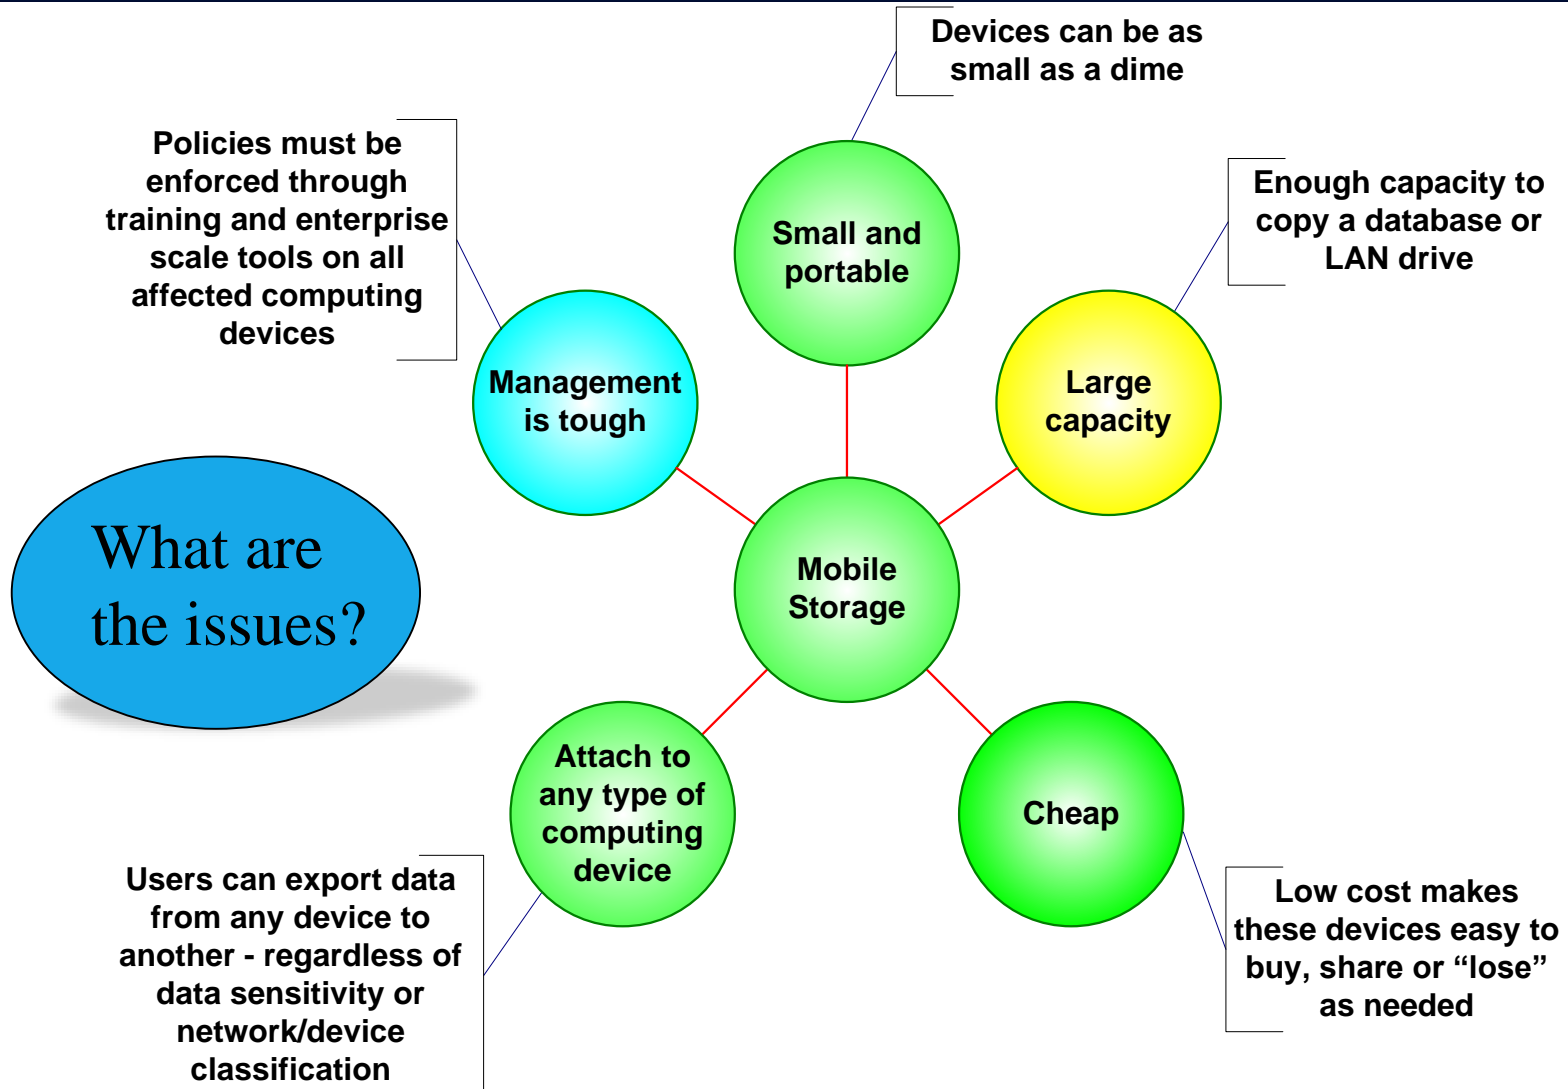 Devices can be as
small as a dime
Policies must be
enforced through
training and enterprise
scale tools on all
affected computing
devices
Small and
portable
Enough capacity to
copy a database or
LAN drive
Management
is tough
Large
capacity
What are
the issues?
Mobile
Storage
Attach to
any type of
computing
device
Cheap
Users can export data
from any device to
another - regardless of
data sensitivity or
network/device
classification
Low cost makes
these devices easy to
buy, share or “lose”
as needed